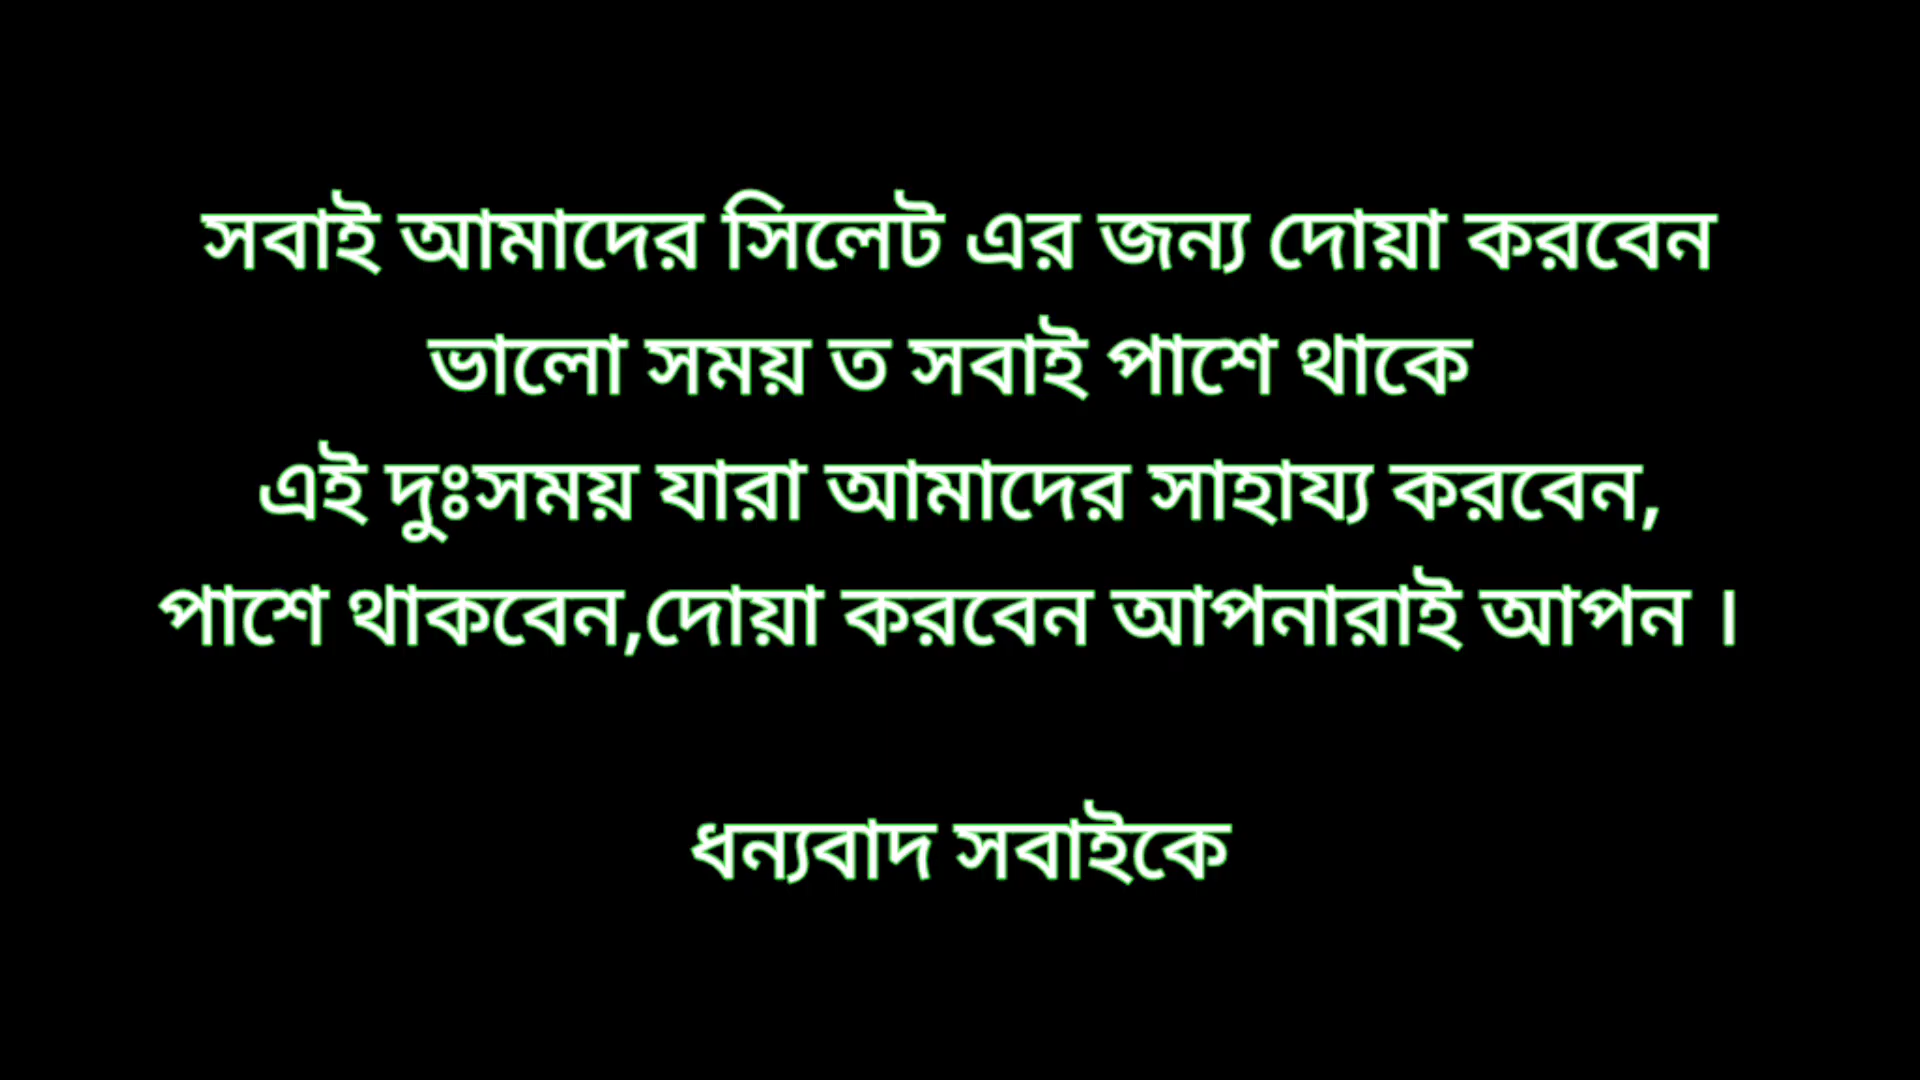 সবাই আমাদের সিলেট এর জন্য দোয়া করবেন
ভালো সময় ত সবাই পাশে থাকে
এই দুঃসময় যারা আমাদের সাহায্য করবেন,
পাশে থাকবেন,দোয়া করবেন আপনারাই আপন ।
ধন্যবাদ সবাইকে